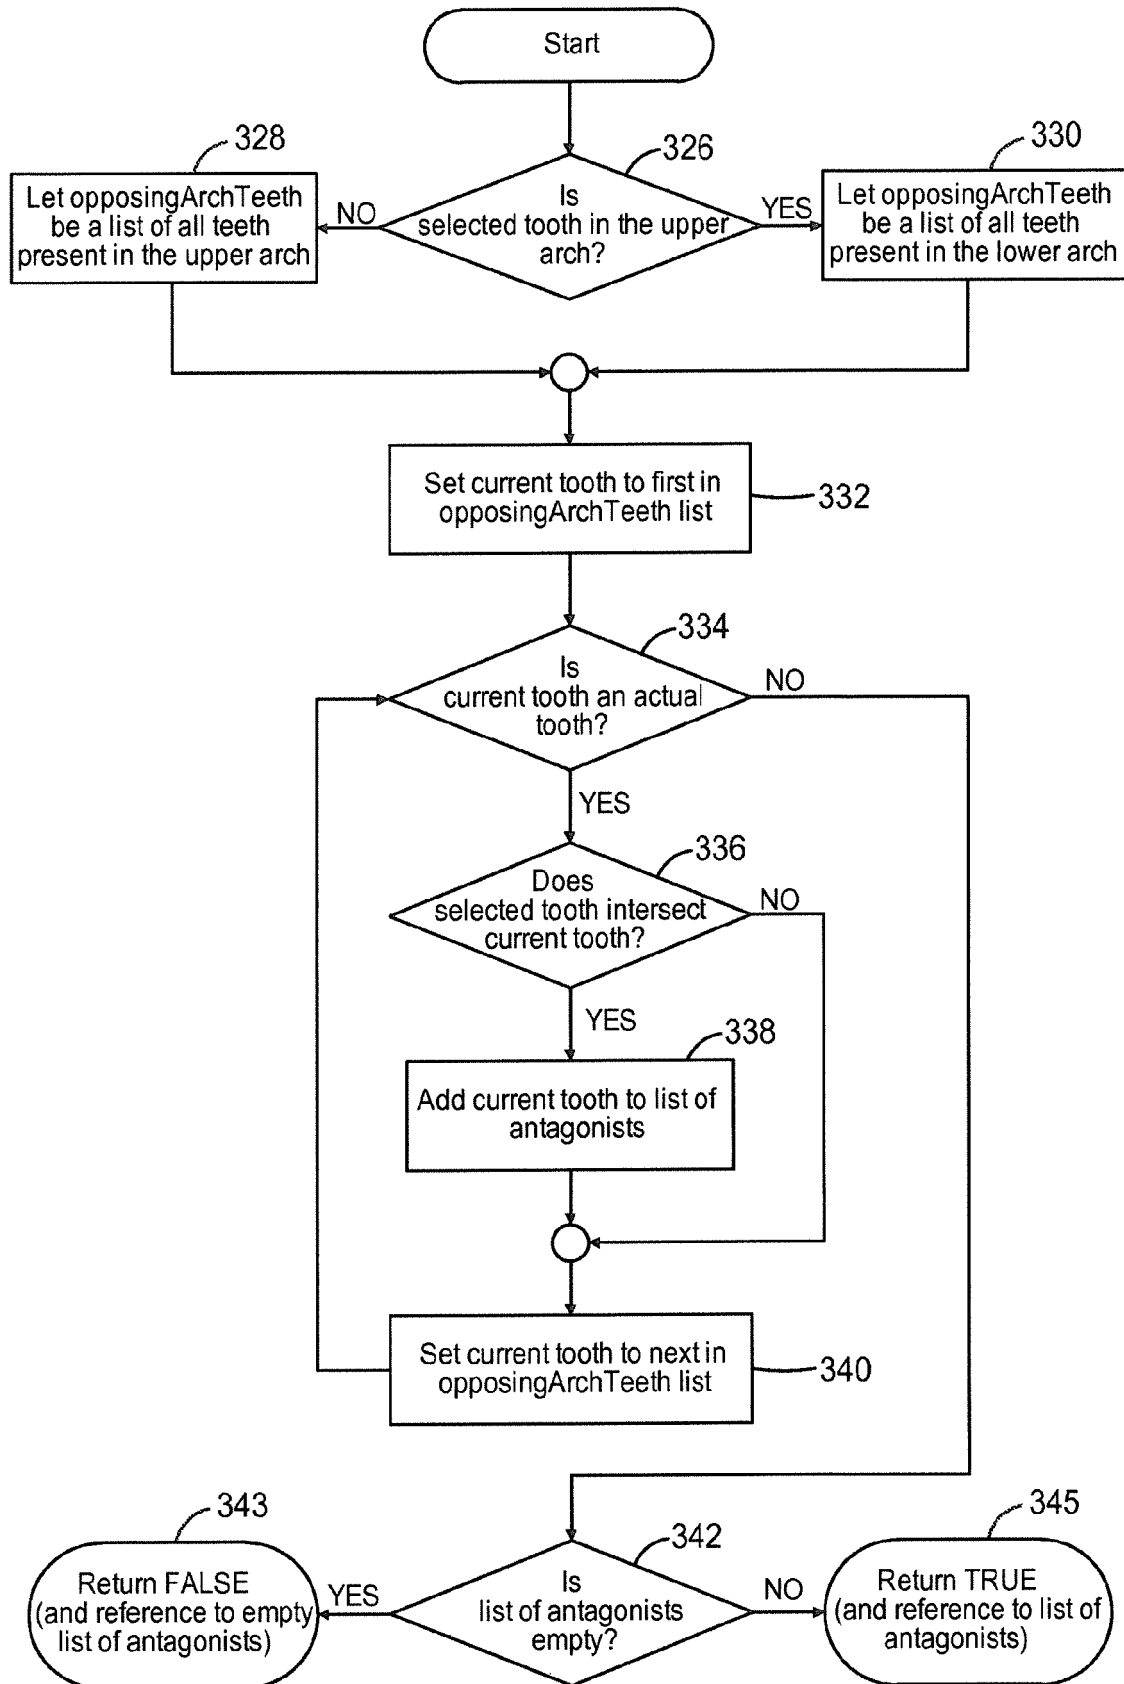 Start
328
326
330
Let opposingArchTeeth
be a list of all teeth
present in the upper arch
NO
Is
selected tooth in the upper
arch?
YES
Let opposingArchTeeth
be a list of all teeth
present in the lower arch
Set current tooth to first in
opposingArchTeeth list
332
334
Is
current tooth an actual
tooth?
NO
YES
336
Does
selected tooth intersect
current tooth?
NO
YES
338
Add current tooth to list of
antagonists
Set current tooth to next in
opposingArchTeeth list
340
343
342
345
Return FALSE
(and reference to empty
list of antagonists)
YES
Is
list of antagonists
empty?
NO
Return TRUE
(and reference to list of
antagonists)